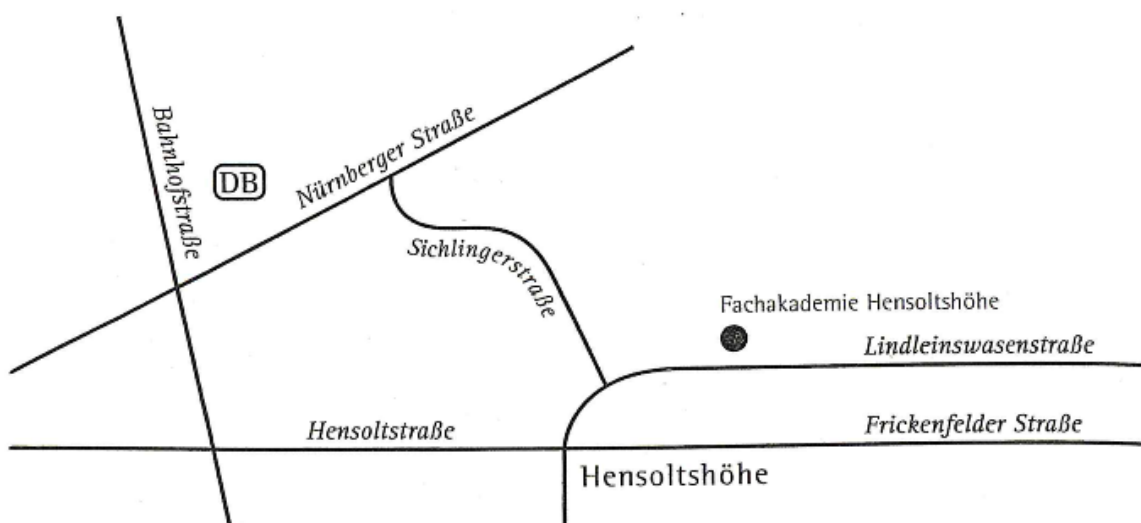 Bahnhofstraße
DB
Nürnberger Straße
Sichlingerstraße
Fachakademie Hensoltshöhe
Lindleinswasenstraße
Hensoltstraße
Frickenfelder Straße
Hensoltshöhe